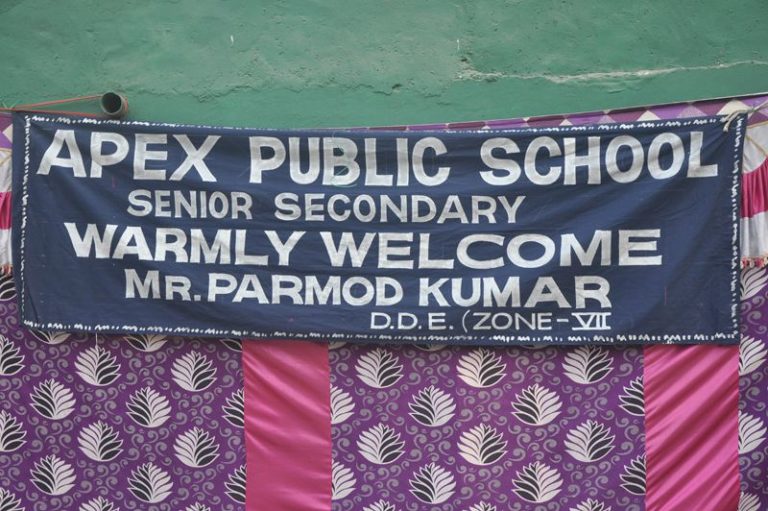 APEX PUBLIC SCHOOL
SENIOR SECONDARY
WARMLY WELCOME
MR. PARMOD KUMAR
D.D.E. (ZONE-VII